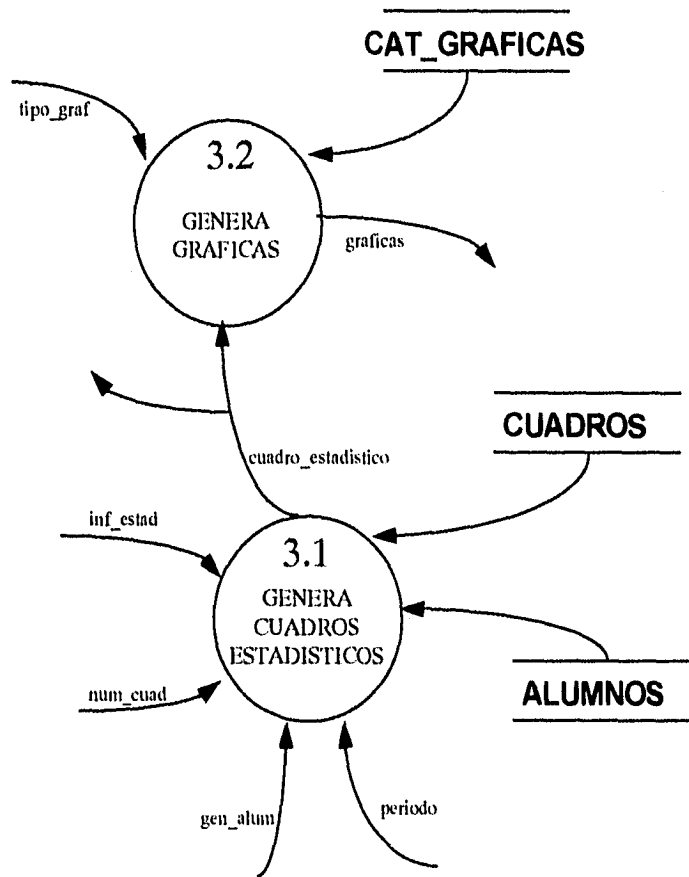 CAT_GRAFICAS
tipo_graf
3.2
GENERA
GRAFICAS
graficas
CUADROS
cuadro_estadistico
inf_estad
3.1
GENERA
CUADROS
ESTADISTICOS
ALUMNOS
num_cuad
gen_alum
periodo